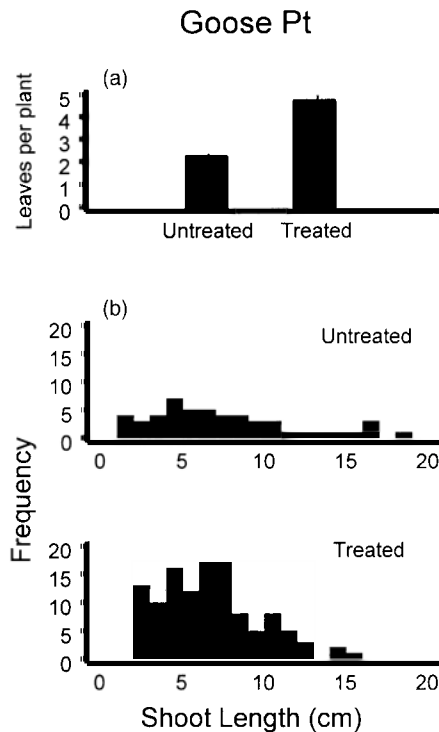 Goose Pt
(a)
Leaves per plant
5
4
3
2
1
0
Untreated Treated
(b)
Frequency
Untreated
20
15
10
5
0
0 5 10 15 20
Treated
20
15
10
5
0
0 5 10 15 20
Shoot Length (cm)